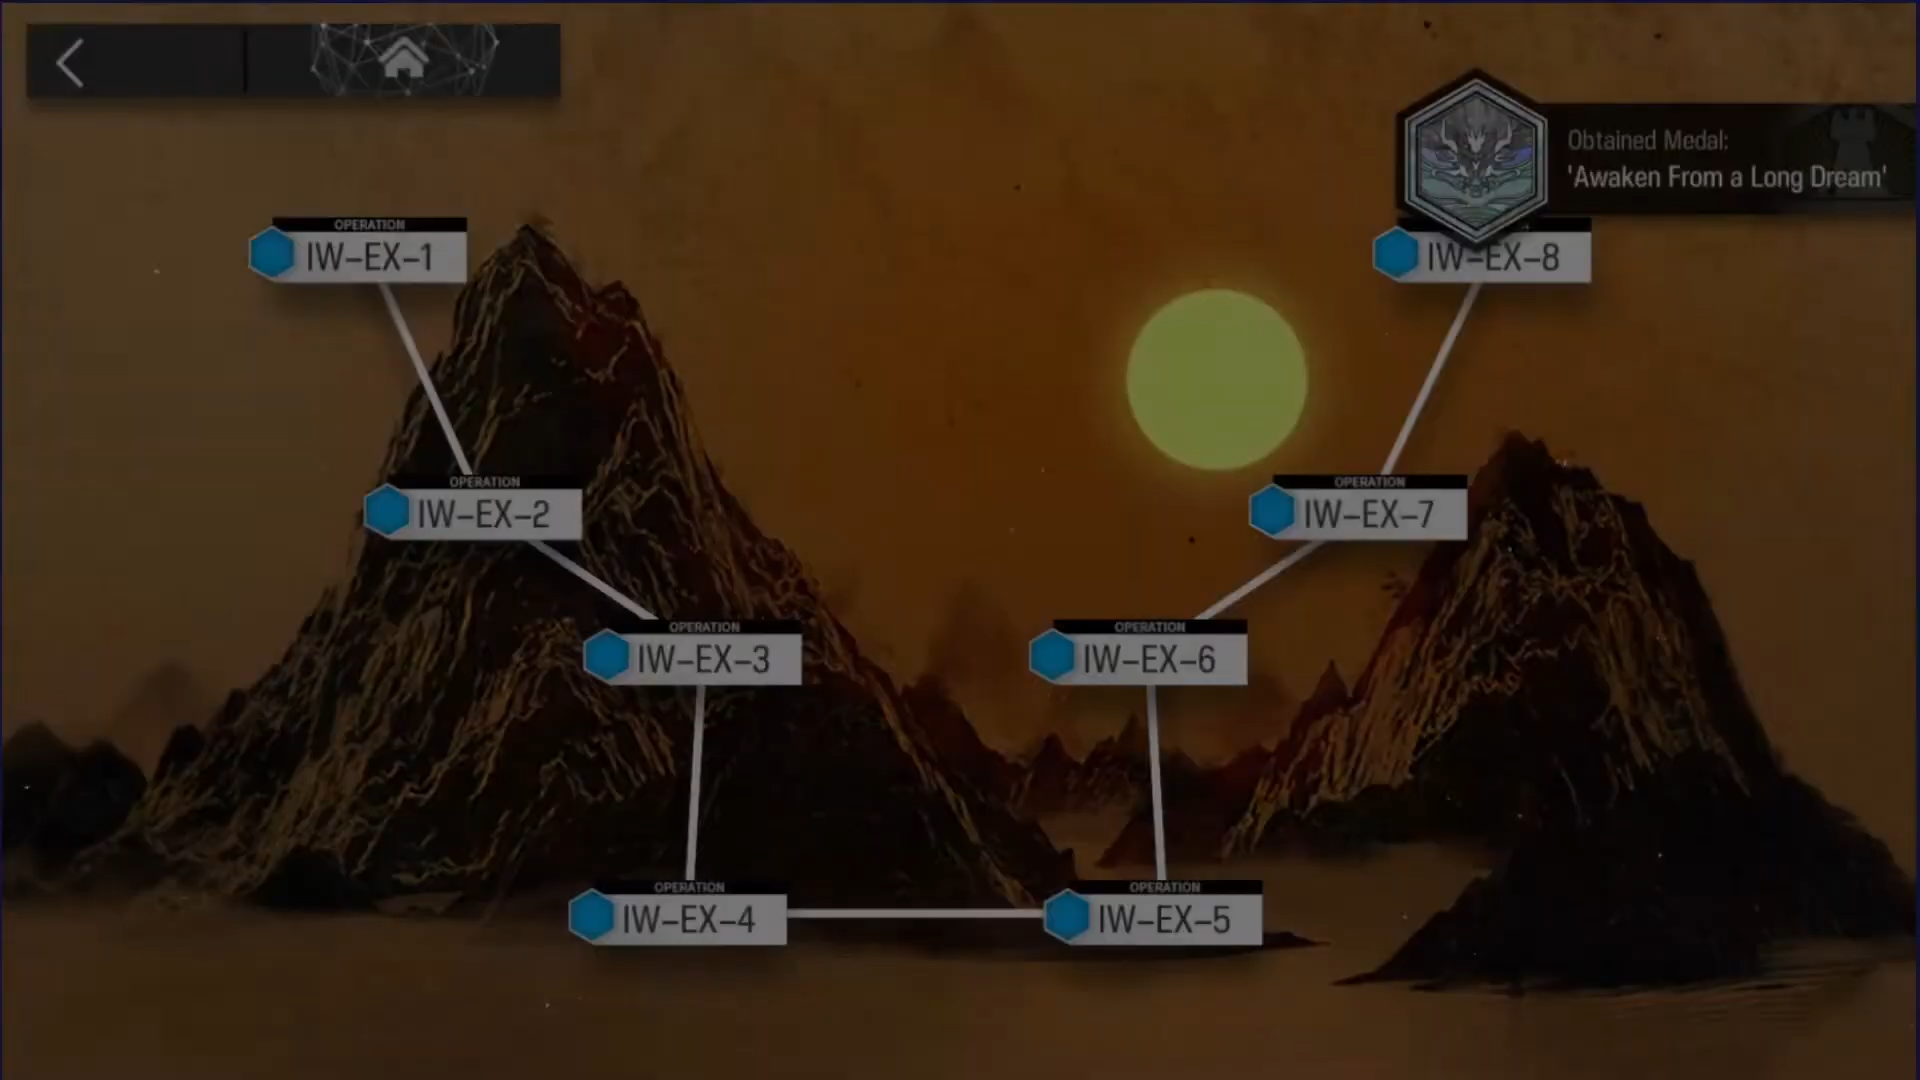 Obtained Medal:
'Awaken From a Long Dream'
OPERATION
IW-EX-1
IW-EX-8
OPERATION
IW-EX-2
OPERATION
IW-EX-7
OPERATION
IW-EX-3
OPERATION
IW-EX-6
OPERATION
IW-EX-4
OPERATION
IW-EX-5